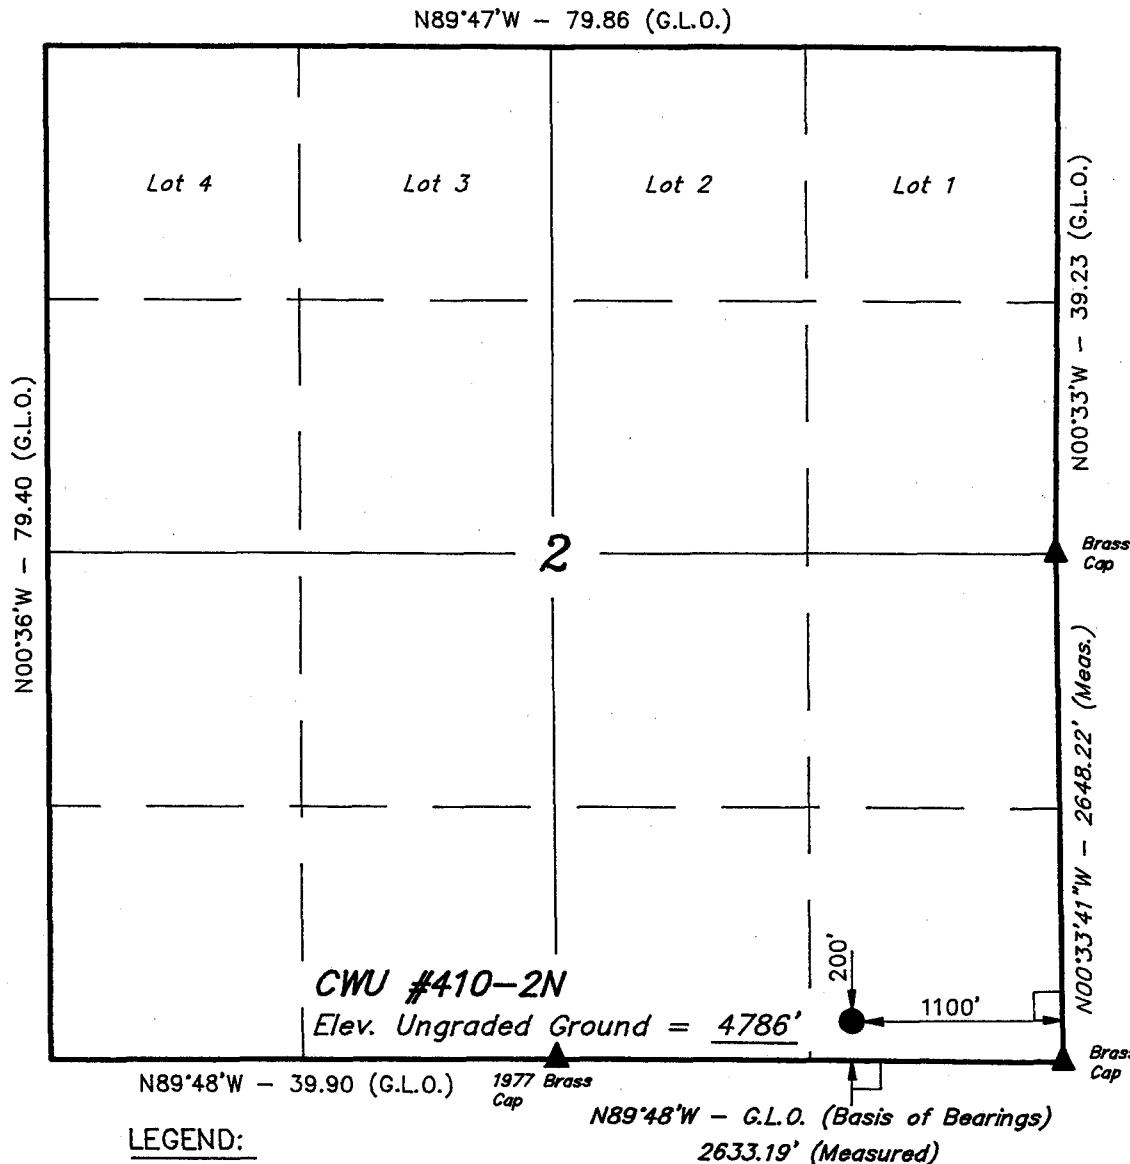 N89°47'W - 79.86 (G.L.O.)
Lot 4
Lot 3
Lot 2
Lot 1
N00°33'W - 39.23 (G.L.O.)
N00°36'W - 79.40 (G.L.O.)
2
Brass
Cap
N00°33'41"W - 2648.22' (Meas.)
CWU #410-2N
Elev. Ungraded Ground = 4786'
200'
1100'
N89°48'W - 39.90 (G.L.O.)
1977 Brass
Cap
Brass
Cap
N89°48'W - G.L.O. (Basis of Bearings)
2633.19' (Measured)
LEGEND: